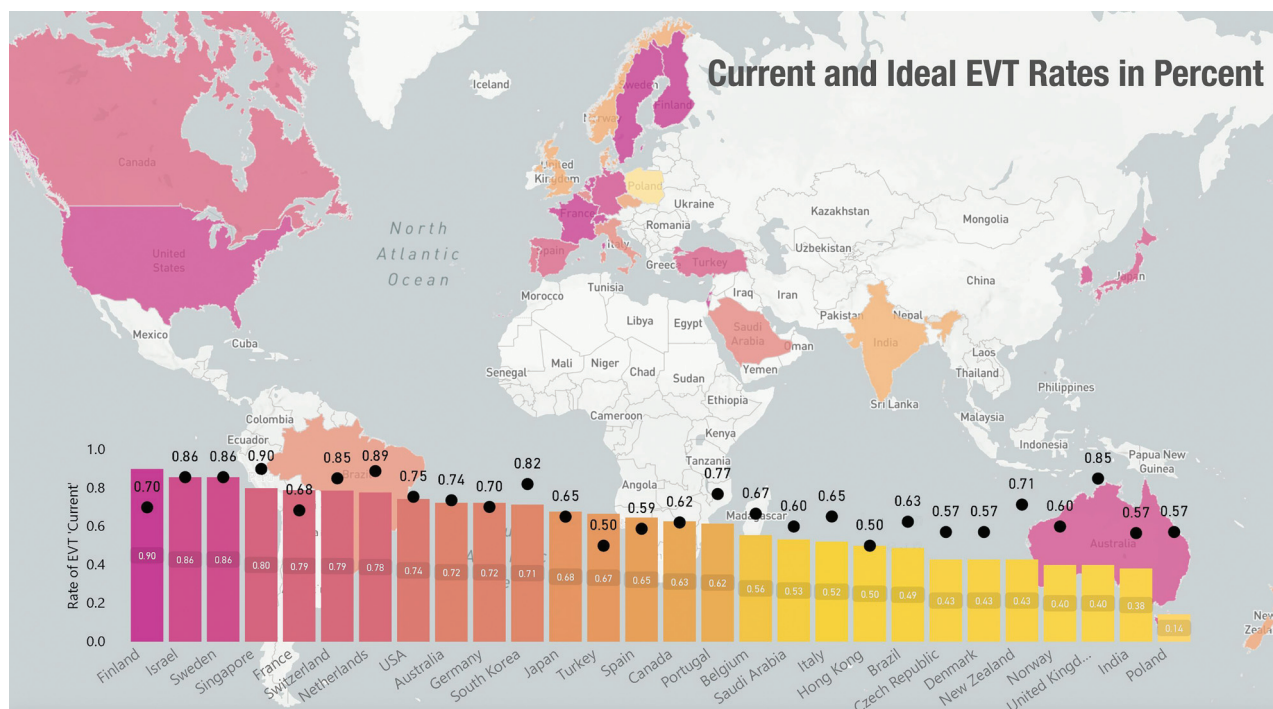 Current and Ideal EVT Rates in Percent
Iceland
Sweden
Finland
Norway
Canada
United
Kingdom
Poland
Ukraine
France
Kazakhstan
Mongolia
Romania
North
Atlantic
Ocean
United
States
Spain
Italy
Uzbekistan
Greece
Turkey
Japan
China
Tunisia
Morocco
Iraq
Iran
Mexico
Cuba
Libya
Egypt
Pakistan
Nepal
Saudi
Arabia
Oman
India
Mali
Niger
Chad
Laos
Senegal
Sudan
Yemen
Thailand
Philippines
Ethiopia
Sri Lanka
Colombia
Cameroon
Malaysia
Ecuador
Kenya
Indonesia
Papua New
Guinea
Tanzania
Brazil
Angola
Madagascar
Australia
New
Rate of EVT 'Current'
1.0
0.8
0.6
0.4
0.2
0.0
0.70 0.86 0.86 0.90 0.68 0.85 0.89 0.75 0.74 0.70 0.82 0.65 0.50 0.59 0.62 0.77 0.67 0.60 0.65 0.50 0.63 0.57 0.57 0.71 0.60 0.85 0.57 0.57
0.90 0.86 0.86 0.80 0.79 0.79 0.78 0.74 0.72 0.72 0.71 0.68 0.67 0.65 0.63 0.62 0.56 0.53 0.52 0.50 0.49 0.43 0.43 0.43 0.40 0.40 0.38 0.14
Finland
Israel
Sweden
Singapore
France
Switzerland
Netherlands
USA
Australia
Germany
South Korea
Japan
Turkey
Spain
Canada
Portugal
Belgium
Saudi Arabia
Italy
Hong Kong
Brazil
Czech Republic
Denmark
New Zealand
Norway
United Kingd...
India
Poland